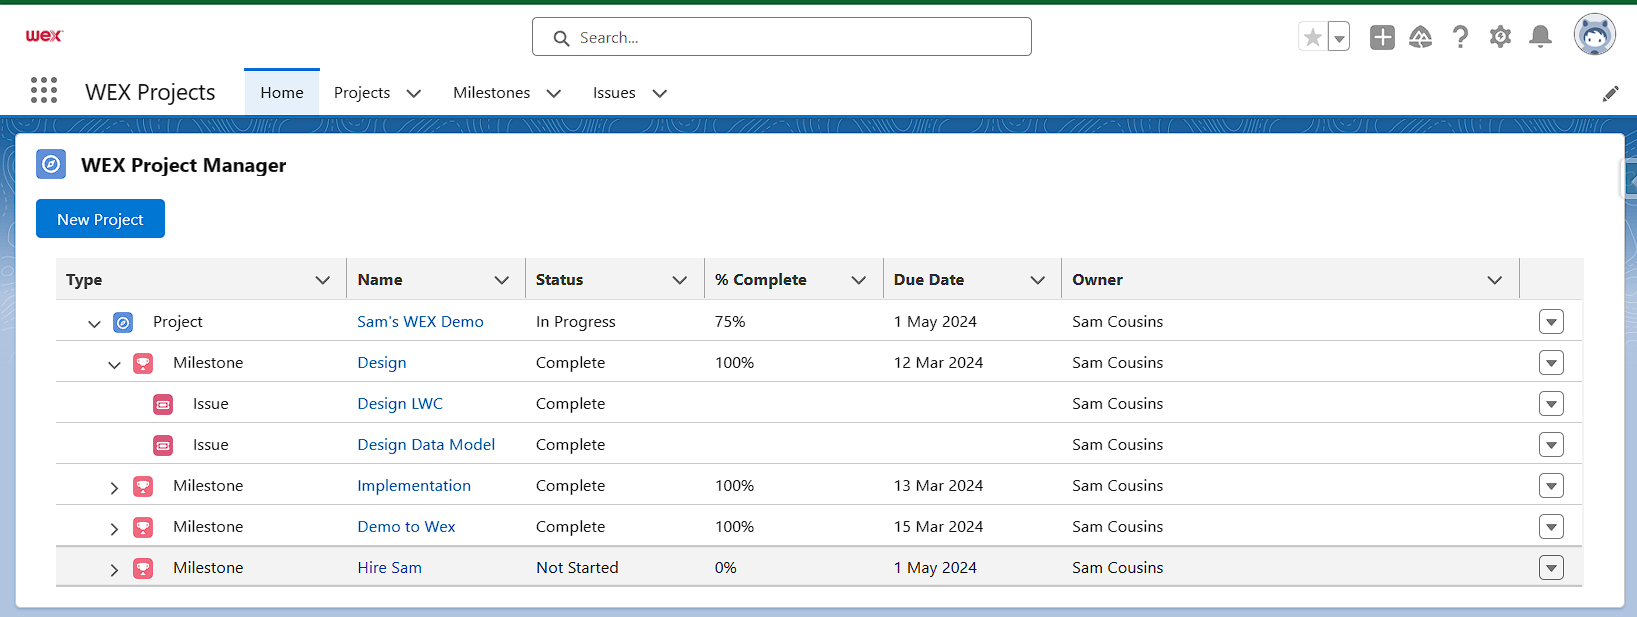 wex
Search...
WEX Projects Home Projects Milestones Issues
WEX Project Manager
New Project
Type Name Status % Complete Due Date Owner
Project Sam's WEX Demo In Progress 75% 1 May 2024 Sam Cousins
Milestone Design Complete 100% 12 Mar 2024 Sam Cousins
Issue Design LWC Complete Sam Cousins
Issue Design Data Model Complete Sam Cousins
Milestone Implementation Complete 100% 13 Mar 2024 Sam Cousins
Milestone Demo to Wex Complete 100% 15 Mar 2024 Sam Cousins
Milestone Hire Sam Not Started 0% 1 May 2024 Sam Cousins